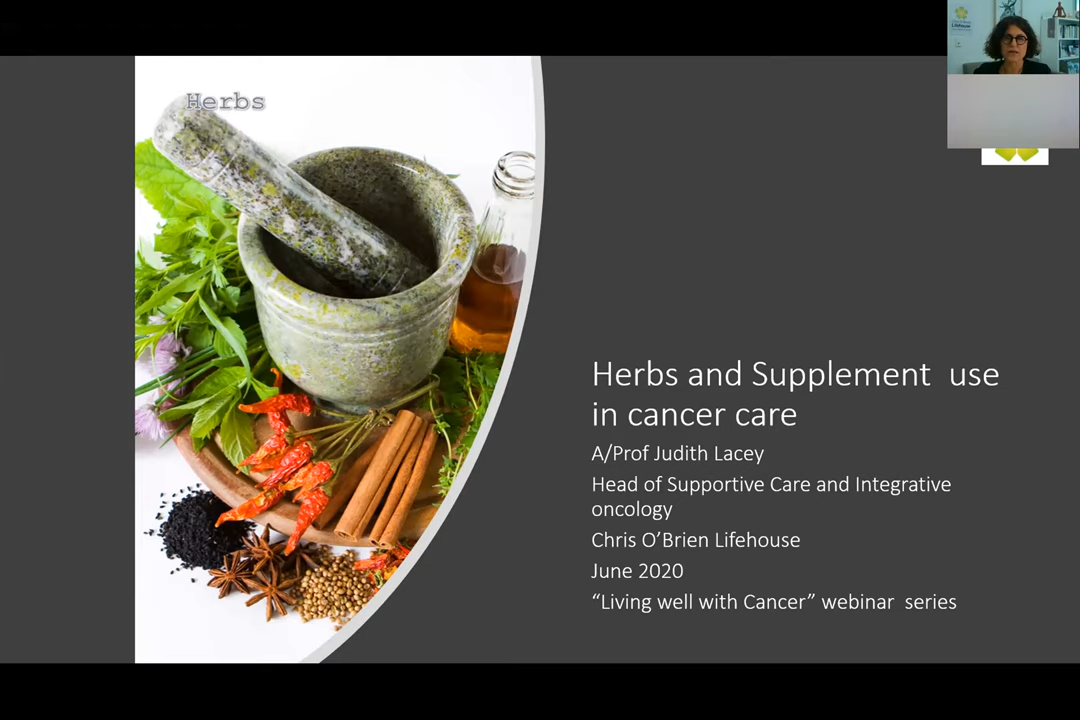 Herbs
Herbs and Supplement use
in cancer care
A/Prof Judith Lacey
Head of Supportive Care and Integrative
oncology
Chris O’Brien Lifehouse
June 2020
“Living well with Cancer” webinar series
Lifehouse